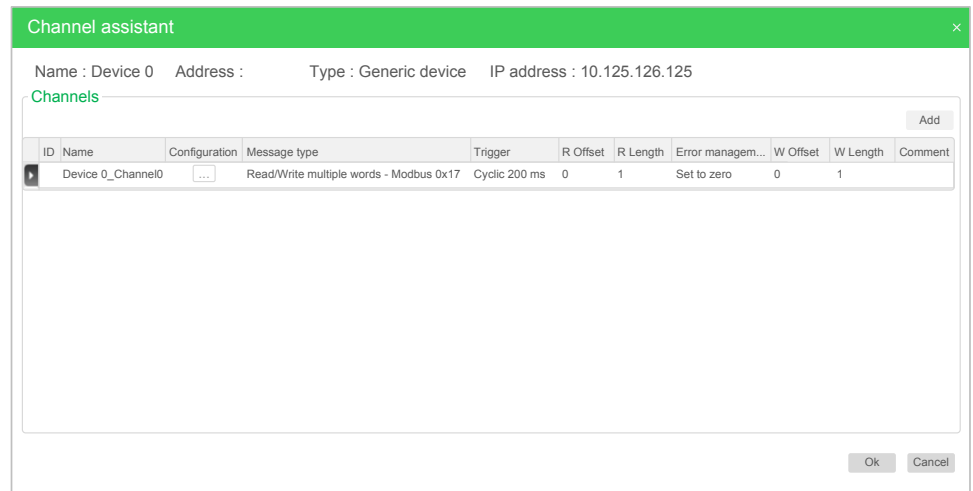 Channel assistant ×
Name : Device 0 Address : Type : Generic device IP address : 10.125.126.125
Channels
Add
ID Name Configuration Message type Trigger R Offset R Length Error managem... W Offset W Length Comment
Device 0_Channel0 ... Read/Write multiple words - Modbus 0x17 Cyclic 200 ms 0 1 Set to zero 0 1
Ok Cancel